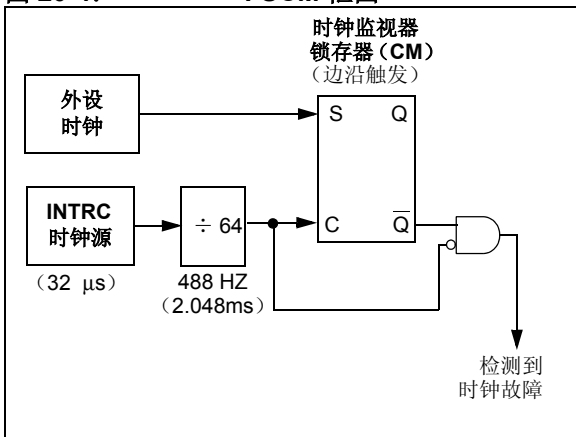 时钟监视器
锁存器（CM）
（边沿触发）
外设
时钟
S Q
INTRC
时钟源
÷ 64
C Q
（32 μs）
488 HZ
（2.048ms）
检测到
时钟故障